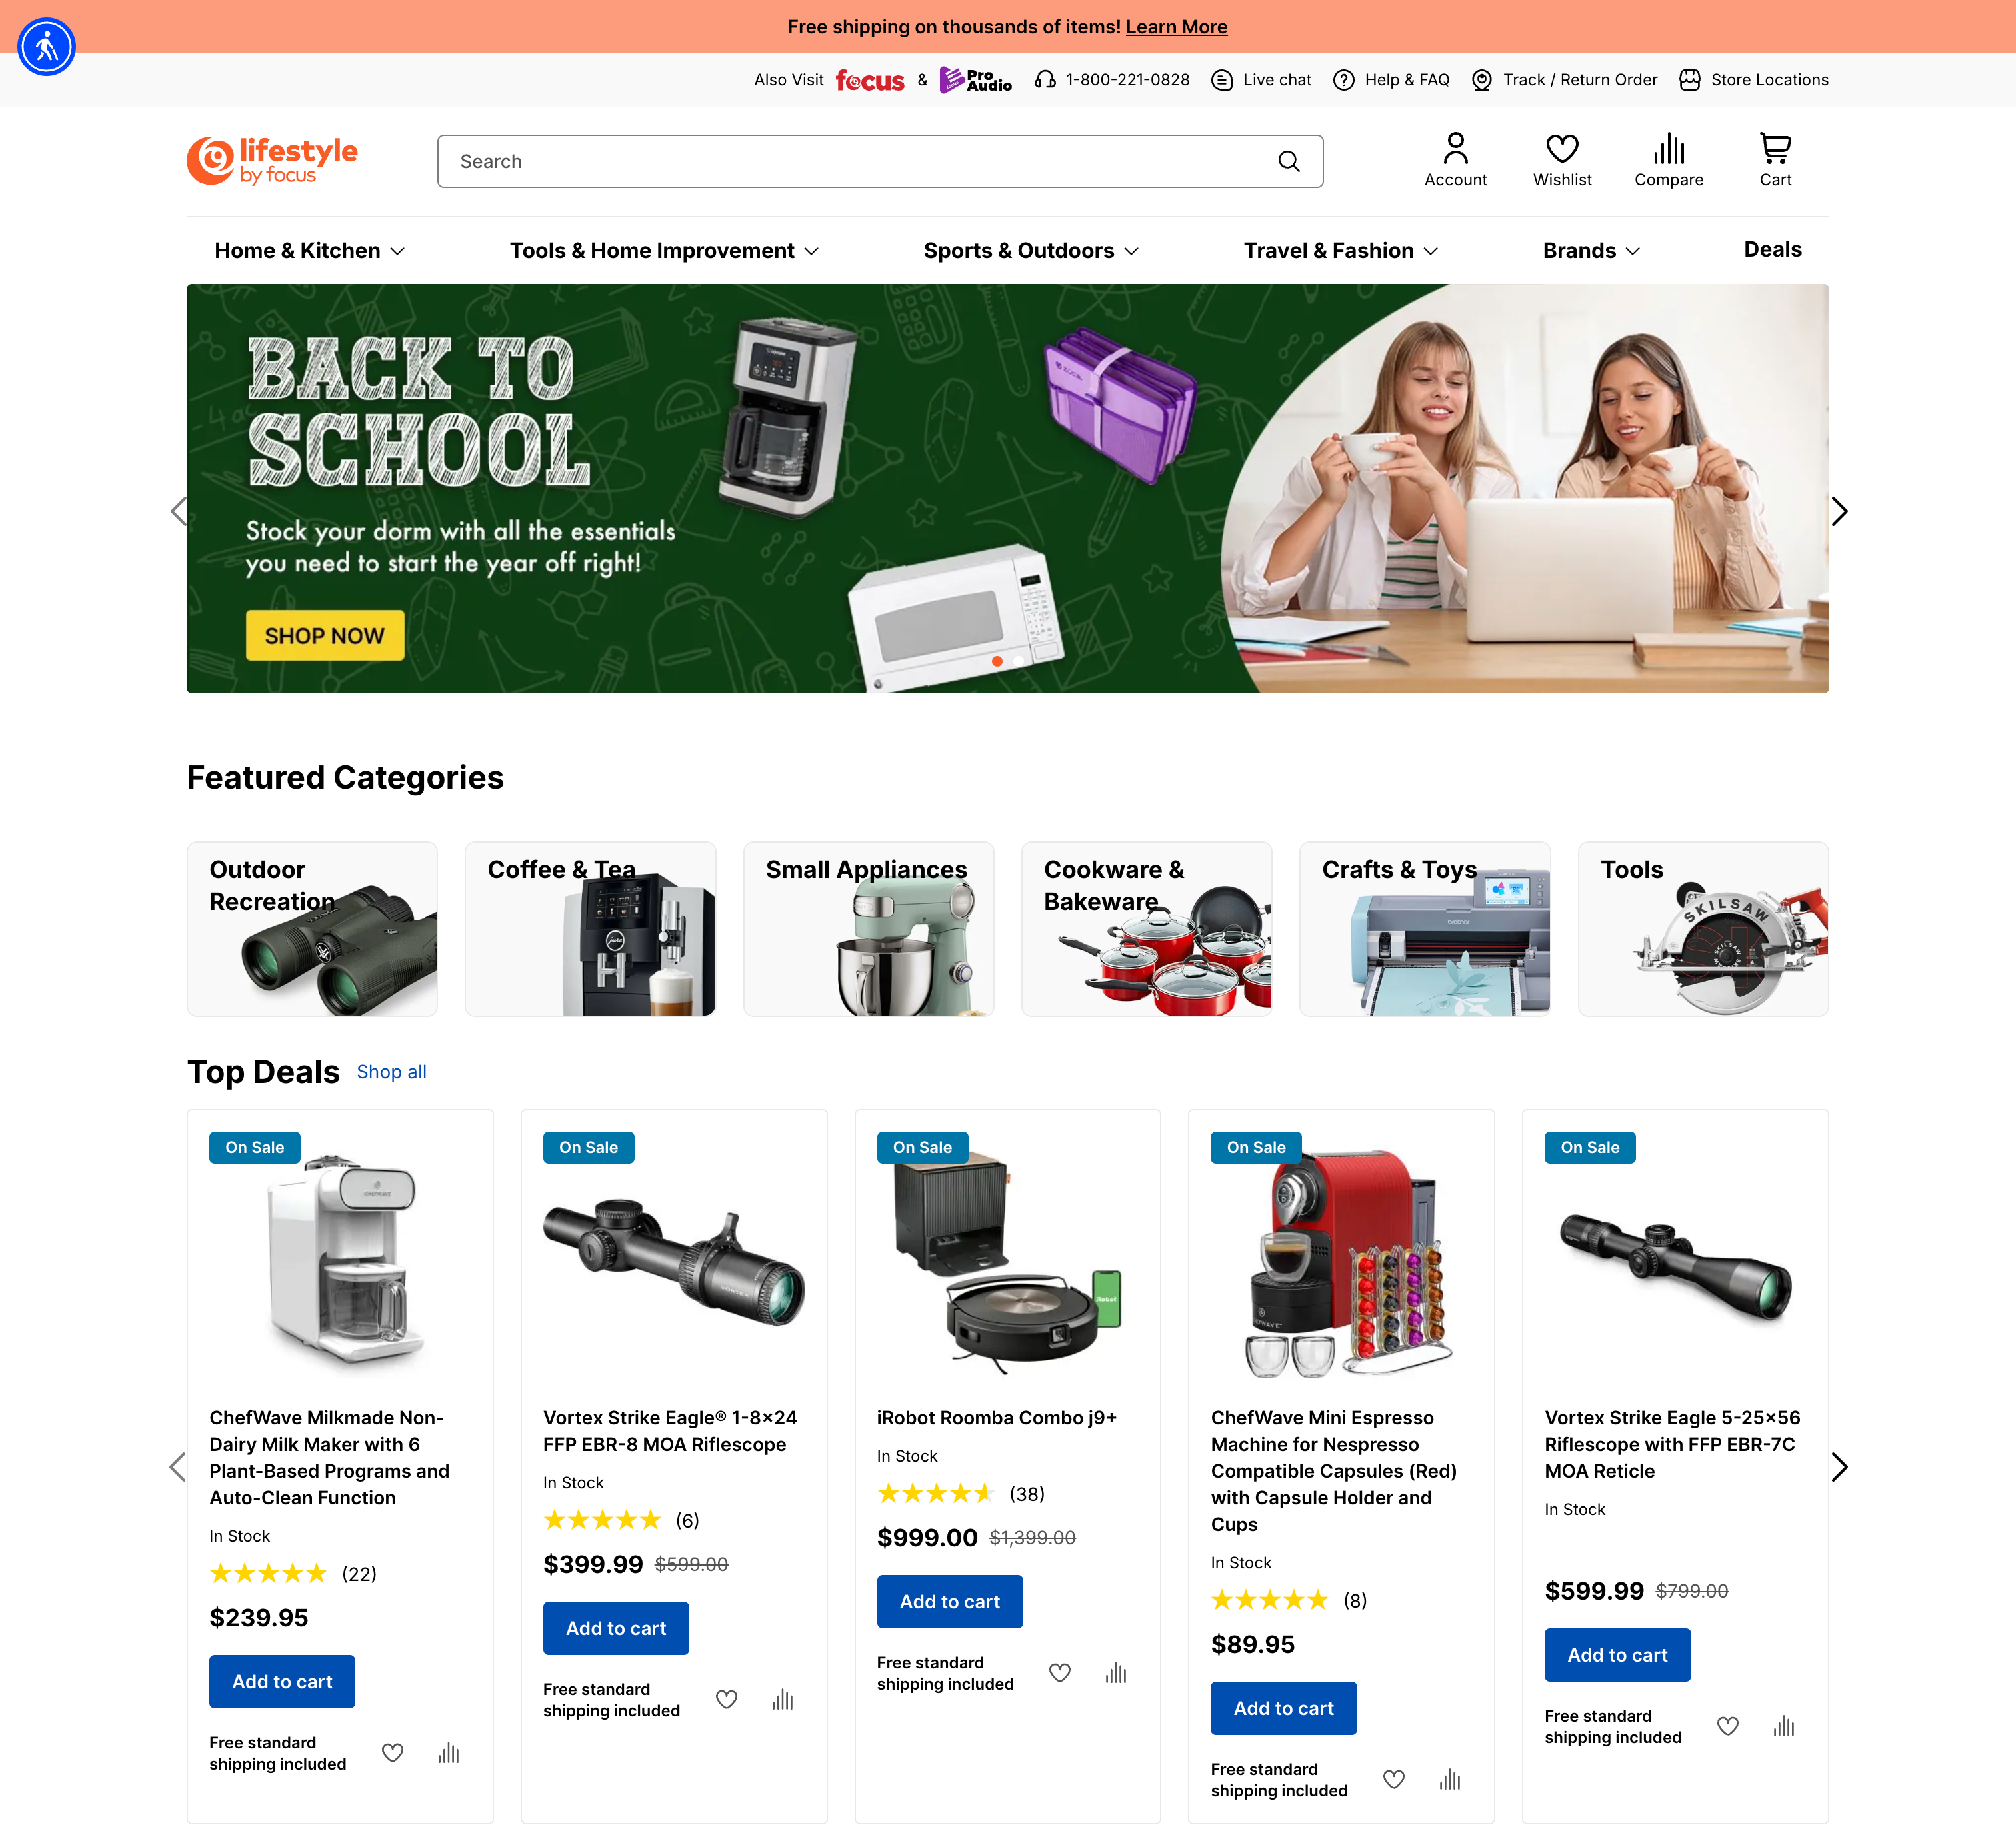 Free shipping on thousands of items! Learn More
Also Visit focus & Focus Pro Audio 1-800-221-0828 Live chat Help & FAQ Track / Return Order Store Locations
lifestyle
by focus
Search
Account Wishlist Compare Cart
Home & Kitchen Tools & Home Improvement Sports & Outdoors Travel & Fashion Brands Deals
BACK TO
SCHOOL
Stock your dorm with all the essentials
you need to start the year off right!
SHOP NOW
ZÜCA
Featured Categories
Outdoor
Recreation
Coffee & Tea
jura
Small Appliances
Cookware &
Bakeware
Crafts & Toys
brother
Tools
SKILSAW
Top Deals Shop all
On Sale
CHEFWAVE
ChefWave Milkmade Non-
Dairy Milk Maker with 6
Plant-Based Programs and
Auto-Clean Function
In Stock
(22)
$239.95
Add to cart
Free standard
shipping included
On Sale
VORTEX
Vortex Strike Eagle® 1-8×24
FFP EBR-8 MOA Riflescope
In Stock
(6)
$399.99 $599.00
Add to cart
Free standard
shipping included
On Sale
iRobot
iRobot Roomba Combo j9+
In Stock
(38)
$999.00 $1,399.00
Add to cart
Free standard
shipping included
On Sale
ChefWave Mini Espresso
Machine for Nespresso
Compatible Capsules (Red)
with Capsule Holder and
Cups
In Stock
(8)
$89.95
Add to cart
Free standard
shipping included
On Sale
Vortex Strike Eagle 5-25×56
Riflescope with FFP EBR-7C
MOA Reticle
In Stock
$599.99 $799.00
Add to cart
Free standard
shipping included